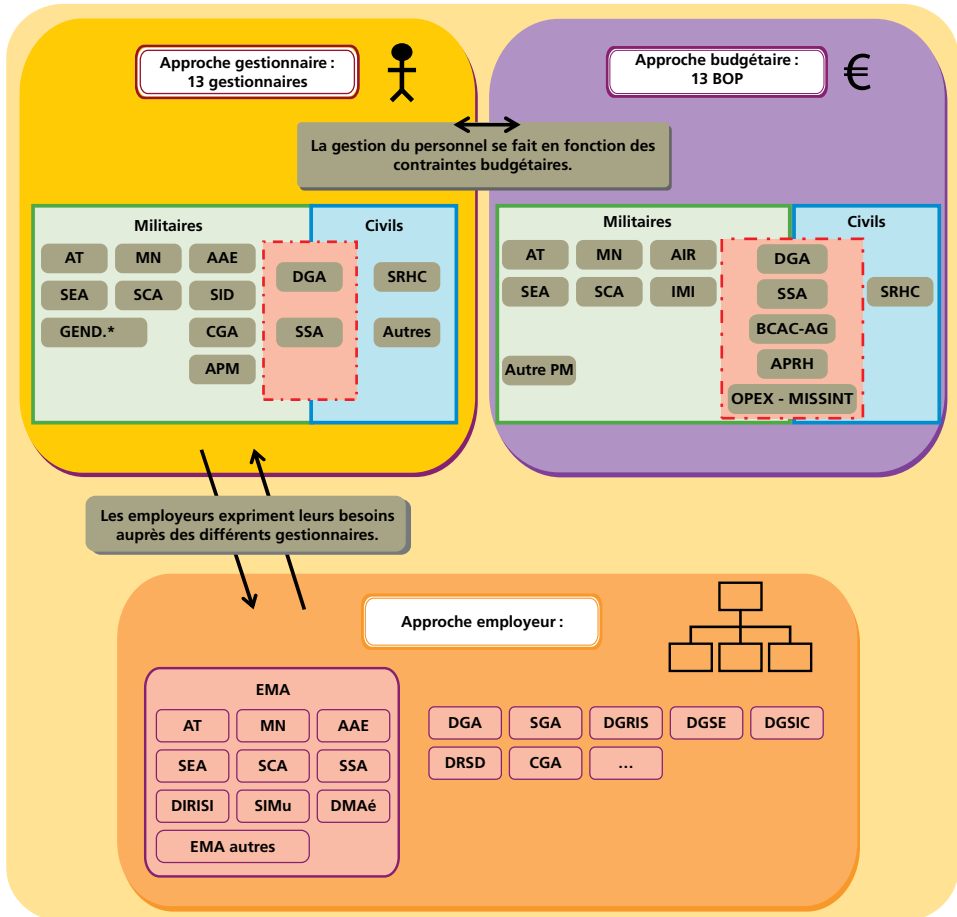 Approche gestionnaire :
13 gestionnaires
Approche budgétaire :
13 BOP
€
La gestion du personnel se fait en fonction des
contraintes budgétaires.
Militaires
Civils
AT MN AAE
SEA SCA SID
GEND.* CGA
APM
DGA
SSA
SRHC
Autres
Militaires
Civils
AT MN AIR
SEA SCA IMI
Autre PM
DGA
SSA
BCAC-AG
APRH
OPEX - MISSINT
SRHC
Les employeurs expriment leurs besoins
auprès des différents gestionnaires.
Approche employeur :
EMA
AT MN AAE
SEA SCA SSA
DIRISI SIMu DMAé
EMA autres
DGA SGA DGRIS DGSE DGSIC
DRSD CGA ...